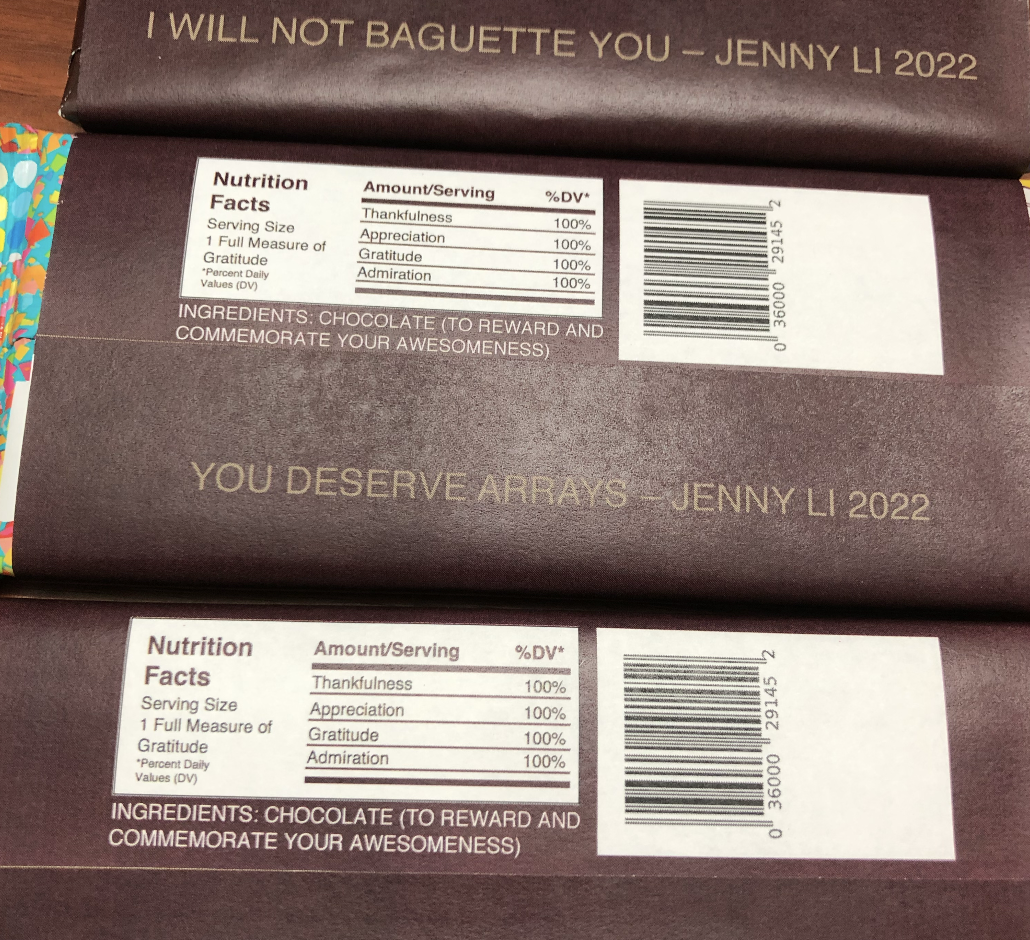 I WILL NOT BAGUETTE YOU – JENNY LI 2022
Nutrition
Facts
Serving Size
1 Full Measure of
Gratitude
*Percent Daily
Values (DV)
Amount/Serving %DV*
Thankfulness 100%
Appreciation 100%
Gratitude 100%
Admiration 100%
INGREDIENTS: CHOCOLATE (TO REWARD AND
COMMEMORATE YOUR AWESOMENESS)
0 36000 29145 2
YOU DESERVE ARRAYS – JENNY LI 2022
Nutrition
Facts
Serving Size
1 Full Measure of
Gratitude
*Percent Daily
Values (DV)
Amount/Serving %DV*
Thankfulness 100%
Appreciation 100%
Gratitude 100%
Admiration 100%
INGREDIENTS: CHOCOLATE (TO REWARD AND
COMMEMORATE YOUR AWESOMENESS)
0 36000 29145 2